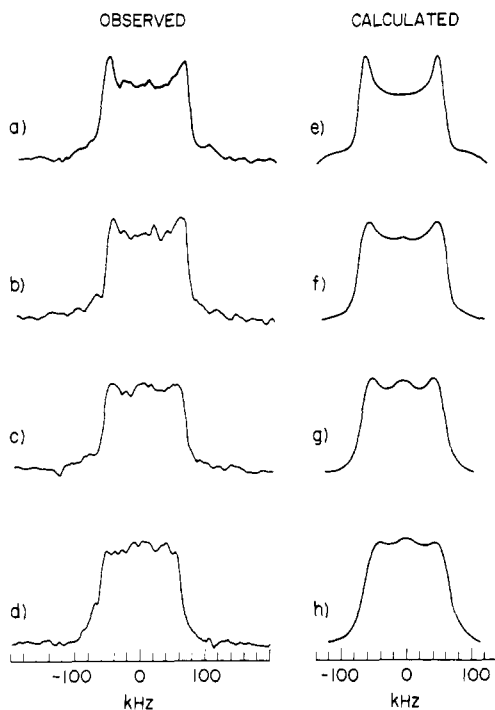 OBSERVED
CALCULATED
a)
e)
b)
f)
c)
g)
d)
h)
-100 0 100
-100 0 100
kHz
kHz